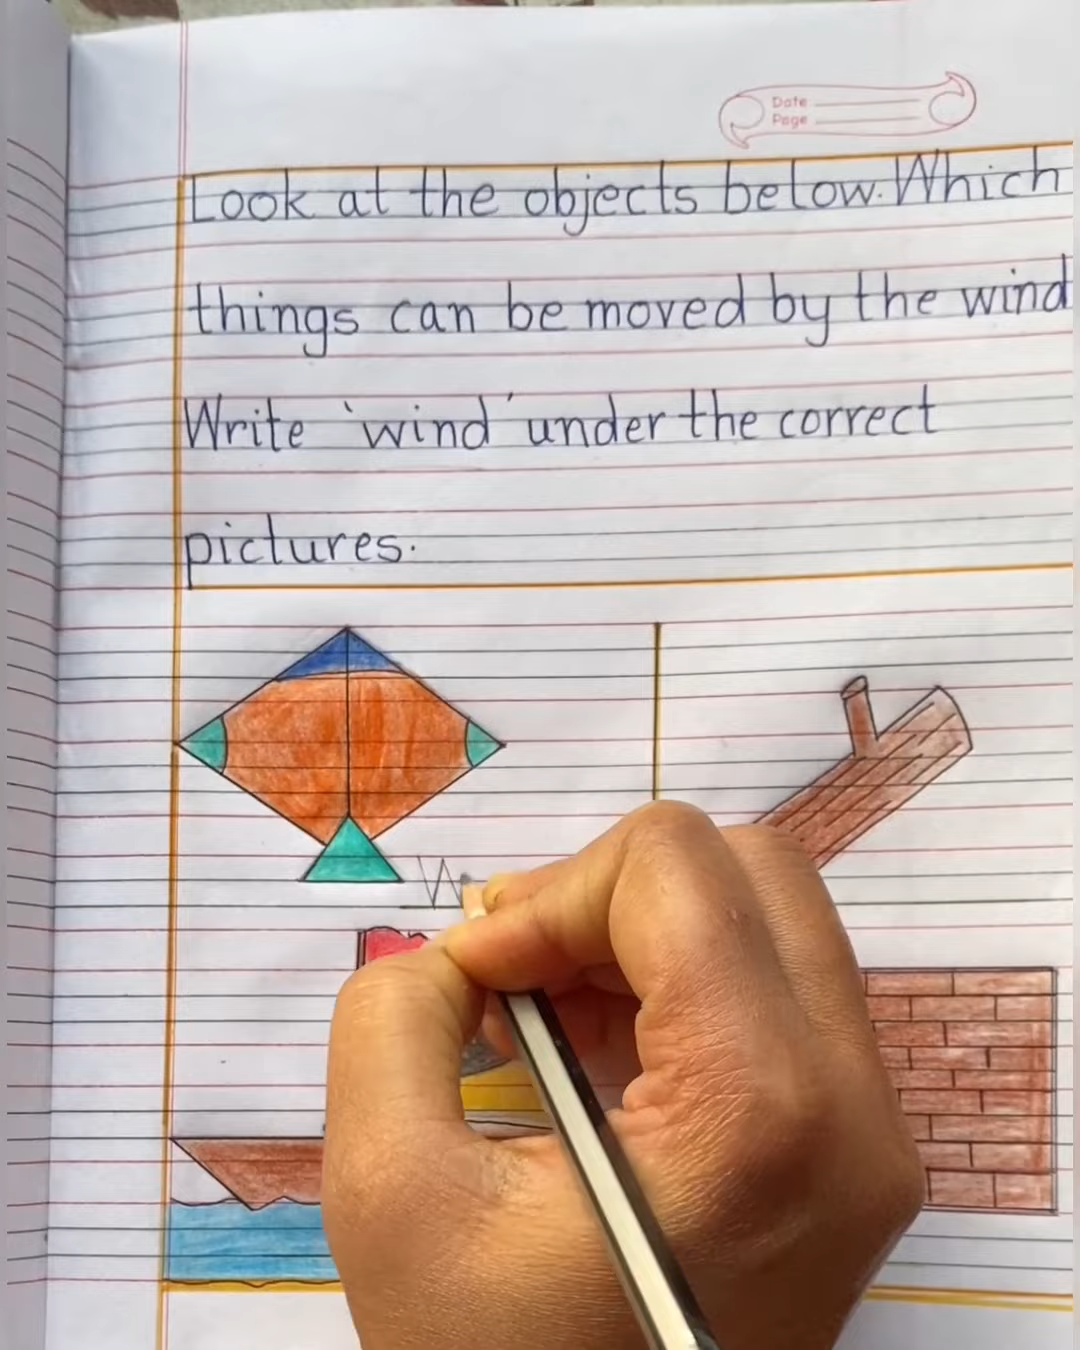 Date
Page
Look at the objects below. Which
things can be moved by the wind
Write 'wind' under the correct
pictures.
W